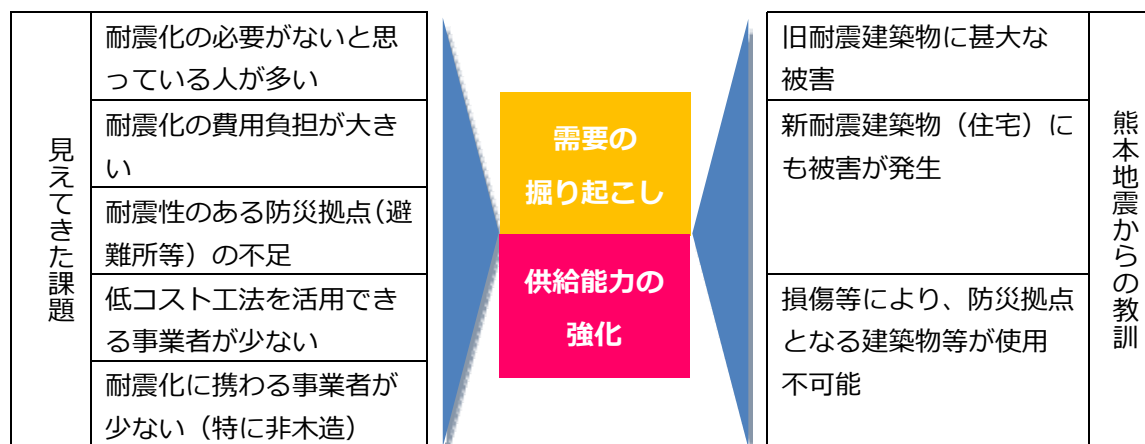 見えてきた課題
耐震化の必要がないと思
っている人が多い
耐震化の費用負担が大き
い
耐震性のある防災拠点(避
難所等）の不足
低コスト工法を活用でき
る事業者が少ない
耐震化に携わる事業者が
少ない（特に非木造）
需要の
掘り起こし
供給能力の
強化
旧耐震建築物に甚大な
被害
新耐震建築物（住宅）に
も被害が発生
損傷等により、防災拠点
となる建築物等が使用
不可能
熊本地震からの教訓